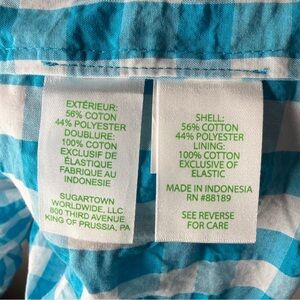 EXTÉRIEUR:
56% COTON
44% POLYESTER
DOUBLURE:
100% COTON
EXCLUSIF DE
ÉLASTIQUE
FABRIQUE AU
INDONESIE
SUGARTOWN
WORLDWIDE, LLC
800 THIRD AVENUE
KING OF PRUSSIA, PA
SHELL:
56% COTTON
44% POLYESTER
LINING:
100% COTTON
EXCLUSIVE OF
ELASTIC
MADE IN INDONESIA
RN #88189
SEE REVERSE
FOR CARE